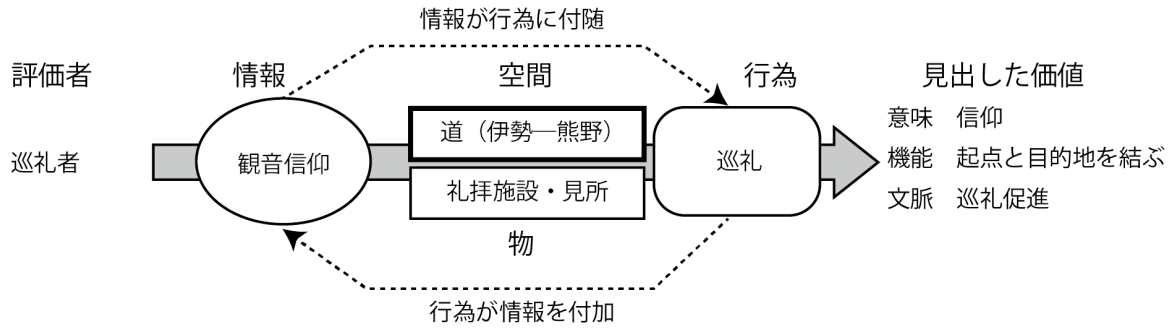 情報が行為に付随
評価者　情報　空間　行為　見出した価値
道（伊勢―熊野）
意味　信仰
巡礼者　観音信仰　巡礼　機能　起点と目的地を結ぶ
礼拝施設・見所
文脈　巡礼促進
物
行為が情報を付加